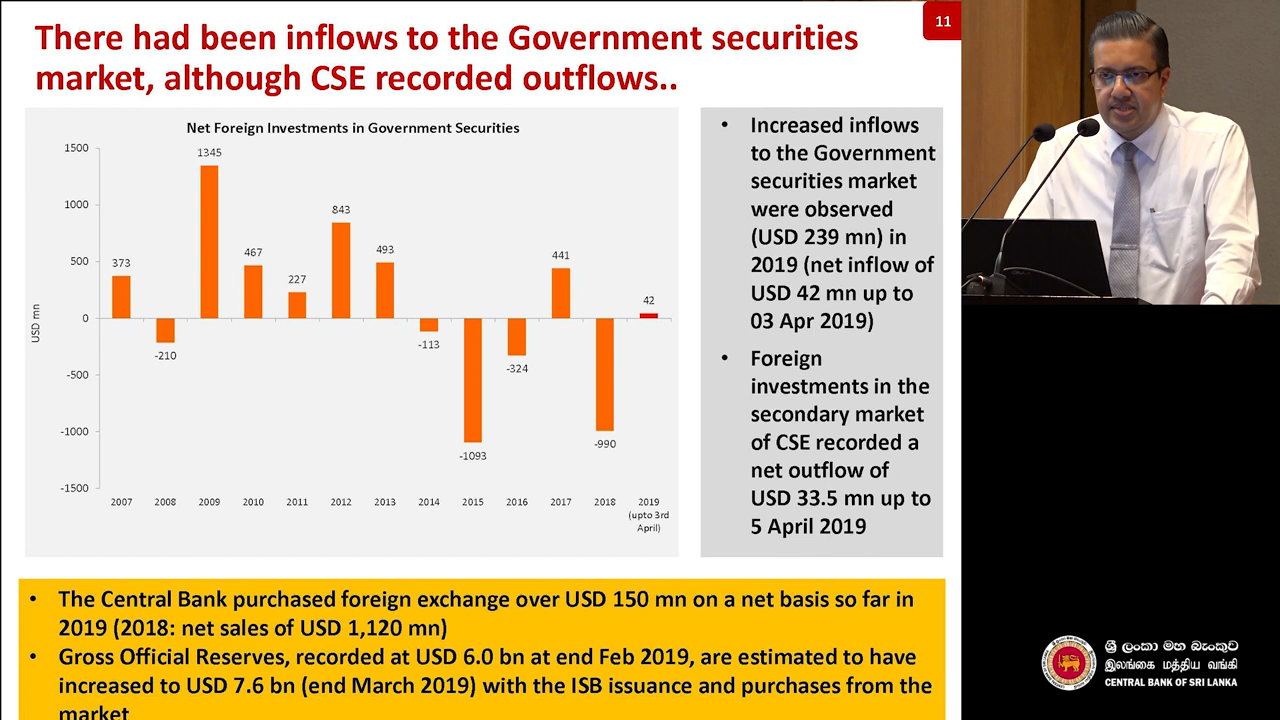 There had been inflows to the Government securities
market, although CSE recorded outflows..
11
Net Foreign Investments in Government Securities
USD mn
1500
1000
500
0
-500
-1000
-1500
373
-210
1345
467
227
843
493
-113
-1093
-324
441
-990
42
2007
2008
2009
2010
2011
2012
2013
2014
2015
2016
2017
2018
2019
(upto 3rd
April)
• Increased inflows
to the Government
securities market
were observed
(USD 239 mn) in
2019 (net inflow of
USD 42 mn up to
03 Apr 2019)
• Foreign
investments in the
secondary market
of CSE recorded a
net outflow of
USD 33.5 mn up to
5 April 2019
• The Central Bank purchased foreign exchange over USD 150 mn on a net basis so far in
2019 (2018: net sales of USD 1,120 mn)
• Gross Official Reserves, recorded at USD 6.0 bn at end Feb 2019, are estimated to have
increased to USD 7.6 bn (end March 2019) with the ISB issuance and purchases from the
market
ශ්‍රී ලංකා මහ බැංකුව
இலங்கை மத்திய வங்கி
CENTRAL BANK OF SRI LANKA